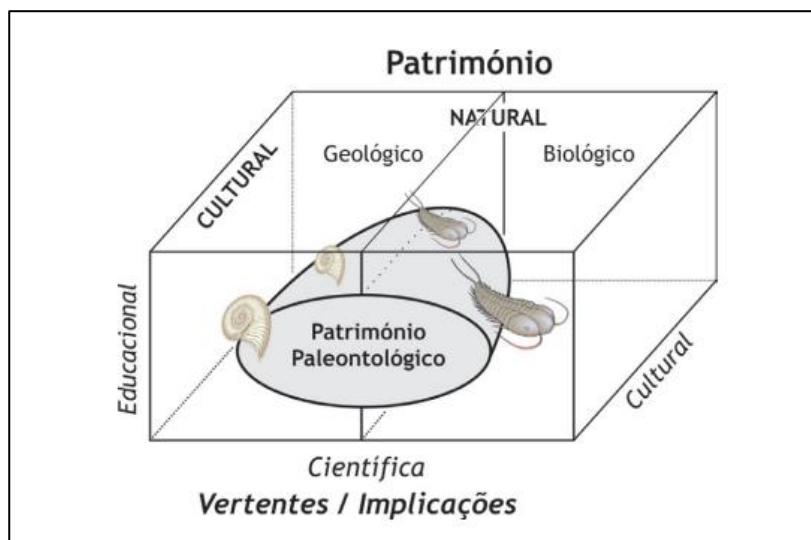 Património
NATURAL
CULTURAL
Geológico
Biológico
Educacional
Património
Paleontológico
Cultural
Científica
Vertentes / Implicações